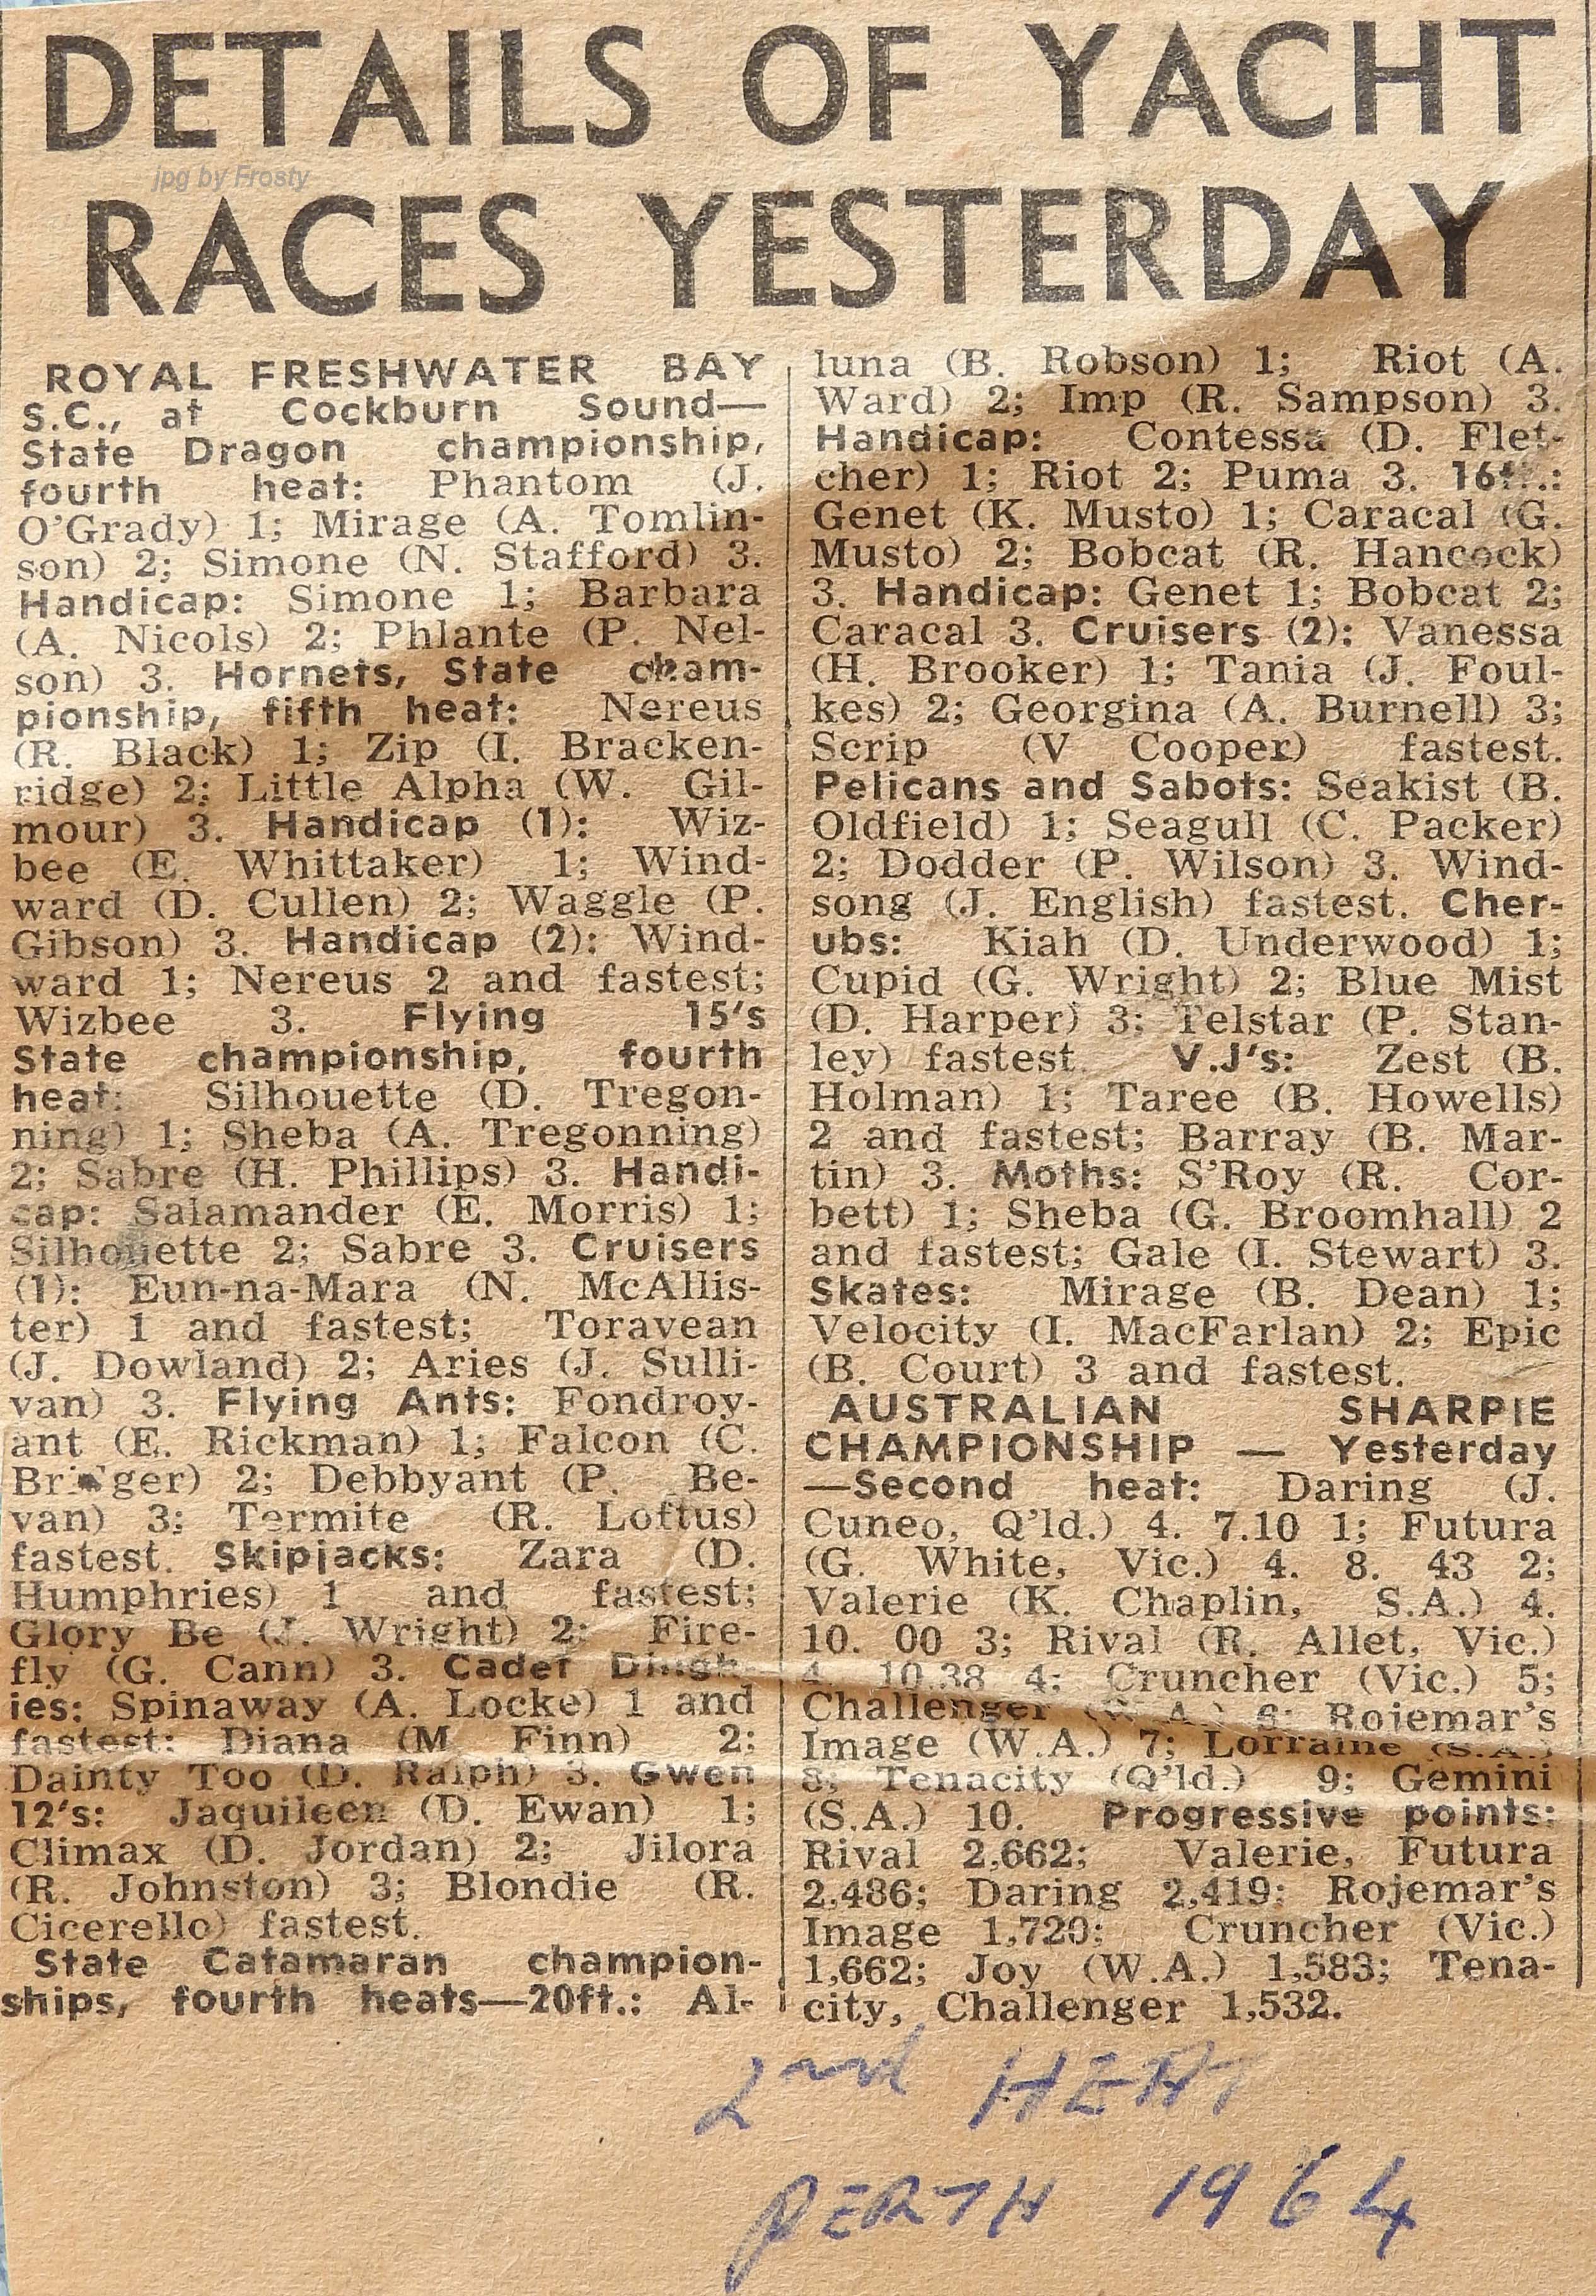 DETAILS OF YACHT
jpg by Frosty
RACES YESTERDAY
ROYAL FRESHWATER BAY
S.C., at Cockburn Sound—
State Dragon championship,
fourth heat: Phantom (J.
O'Grady) 1; Mirage (A. Tomlin-
son) 2; Simone (N. Stafford) 3.
Handicap: Simone 1; Barbara
(A. Nicols) 2; Phlante (P. Nel-
son) 3. Hornets, State cham-
pionship, fifth heat: Nereus
(R. Black) 1; Zip (I. Bracken-
ridge) 2; Little Alpha (W. Gil-
mour) 3. Handicap (1): Wiz-
bee (E. Whittaker) 1; Wind-
ward (D. Cullen) 2; Waggle (P.
Gibson) 3. Handicap (2): Wind-
ward 1; Nereus 2 and fastest;
Wizbee 3. Flying 15's
State championship, fourth
heat: Silhouette (D. Tregon-
ning) 1; Sheba (A. Tregonning)
2; Sabre (H. Phillips) 3. Handi-
cap: Salamander (E. Morris) 1;
Silhouette 2; Sabre 3. Cruisers
(1): Eun-na-Mara (N. McAllis-
ter) 1 and fastest; Toravean
(J. Dowland) 2; Aries (J. Sulli-
van) 3. Flying Ants: Fondroy-
ant (E. Rickman) 1; Falcon (C.
2; Debbyant (P. Be-
van) 3; Termite (R. Loftus)
fastest. Skipjacks: Zara (D.
Humphries) 1 and fastest;
Glory Be (J. Wright) 2; Fire-
fly (G. Cann) 3. Cadet Dingh-
ies: Spinaway (A. Locke) 1 and
fastest; Diana (M. Finn) 2;
Dainty Too (D. Ralph) 3. Gwen
12's: Jaquileen (D. Ewan) 1;
Climax (D. Jordan) 2; Jilora
(R. Johnston) 3; Blondie (R.
Cicerello) fastest.
State Catamaran champion-
ships, fourth heats—20ft.: Al-
luna (B. Robson) 1; Riot (A.
Ward) 2; Imp (R. Sampson) 3.
Handicap: Contessa (D. Flet-
cher) 1; Riot 2; Puma 3. 16ft.:
Genet (K. Musto) 1; Caracal (G.
Musto) 2; Bobcat (R. Hancock)
3. Handicap: Genet 1; Bobcat 2;
Caracal 3. Cruisers (2): Vanessa
(H. Brooker) 1; Tania (J. Foul-
kes) 2; Georgina (A. Burnell) 3;
Scrip (V Cooper) fastest.
Pelicans and Sabots: Seakist (B.
Oldfield) 1; Seagull (C. Packer)
2; Dodder (P. Wilson) 3. Wind-
song (J. English) fastest. Cher-
ubs: Kiah (D. Underwood) 1;
Cupid (G. Wright) 2; Blue Mist
(D. Harper) 3; Telstar (P. Stan-
ley) fastest. V.J's: Zest (B.
Holman) 1; Taree (B. Howells)
2 and fastest; Barray (B. Mar-
tin) 3. Moths: S'Roy (R. Cor-
bett) 1; Sheba (G. Broomhall) 2
and fastest; Gale (I. Stewart) 3.
Skates: Mirage (B. Dean) 1;
Velocity (I. MacFarlan) 2; Epic
(B. Court) 3 and fastest.
AUSTRALIAN SHARPIE
CHAMPIONSHIP — Yesterday
—Second heat: Daring (J.
Cuneo, Q'ld.) 4. 7.10 1; Futura
(G. White, Vic.) 4. 8. 43 2;
Valerie (K. Chaplin, S.A.) 4.
10. 00 3; Rival (R. Allet, Vic.)
4. 10.38 4; Cruncher (Vic.) 5;
Challenger (W.A.) 6; Rojemar's
Image (W.A.) 7; Lorraine (S.A.)
8; Tenacity (Q'ld.) 9; Gemini
(S.A.) 10. Progressive points:
Rival 2,662; Valerie, Futura
2,486; Daring 2,419; Rojemar's
Image 1,720; Cruncher (Vic.)
1,662; Joy (W.A.) 1,583; Tena-
city, Challenger 1,532.
2nd HEAT
PERTH 1964